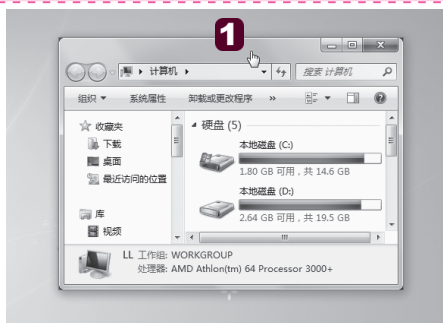 1
计算机
搜索 计算机
组织 系统属性 卸载或更改程序 »
收藏夹
下载
桌面
最近访问的位置
库
视频
硬盘 (5)
本地磁盘 (C:)
1.80 GB 可用，共 14.6 GB
本地磁盘 (D:)
2.64 GB 可用，共 19.5 GB
LL 工作组: WORKGROUP
处理器: AMD Athlon(tm) 64 Processor 3000+